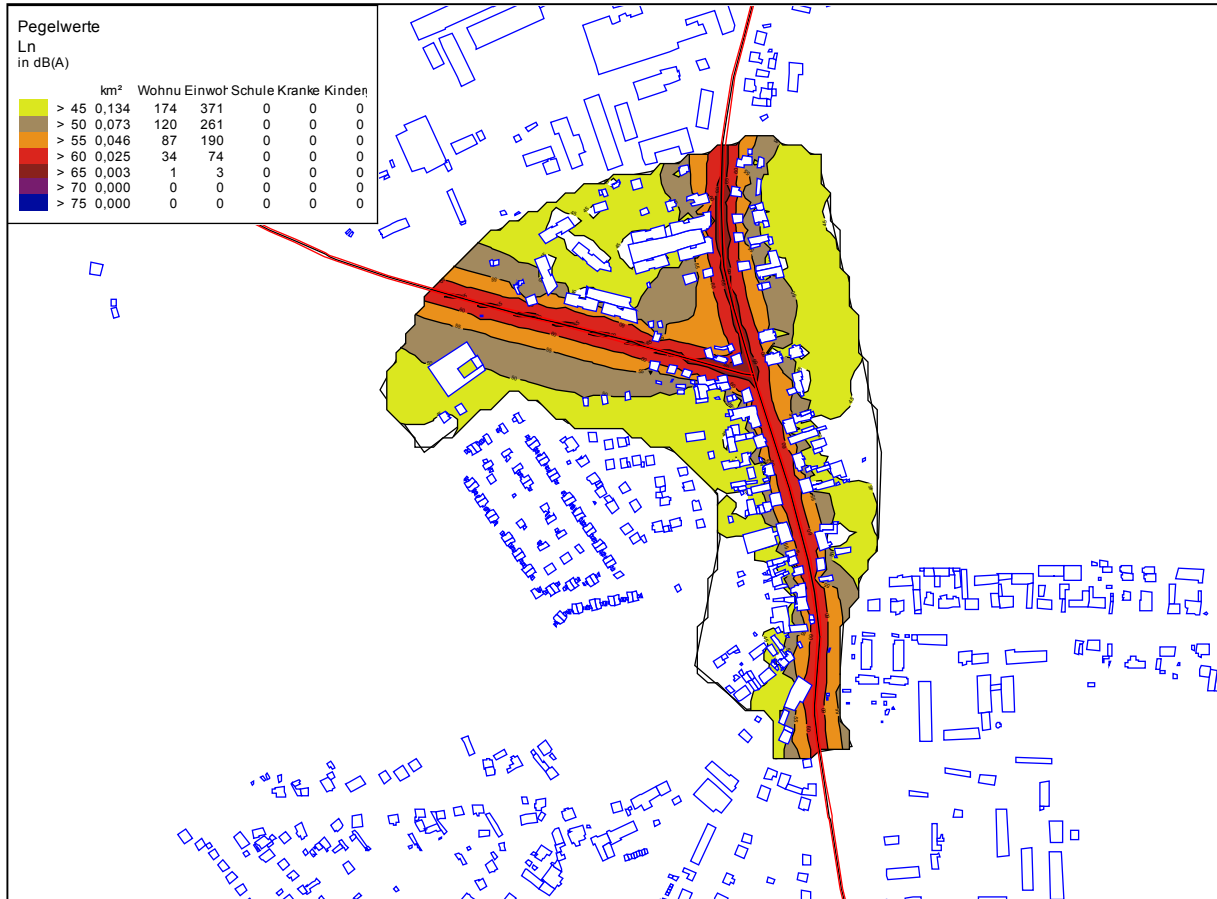 Pegelwerte
Ln
in dB(A)
km² Wohnu Einwoh Schule Kranke Kinder
> 45 0,134 174 371 0 0 0
> 50 0,073 120 261 0 0 0
> 55 0,046 87 190 0 0 0
> 60 0,025 34 74 0 0 0
> 65 0,003 1 3 0 0 0
> 70 0,000 0 0 0 0 0
> 75 0,000 0 0 0 0 0